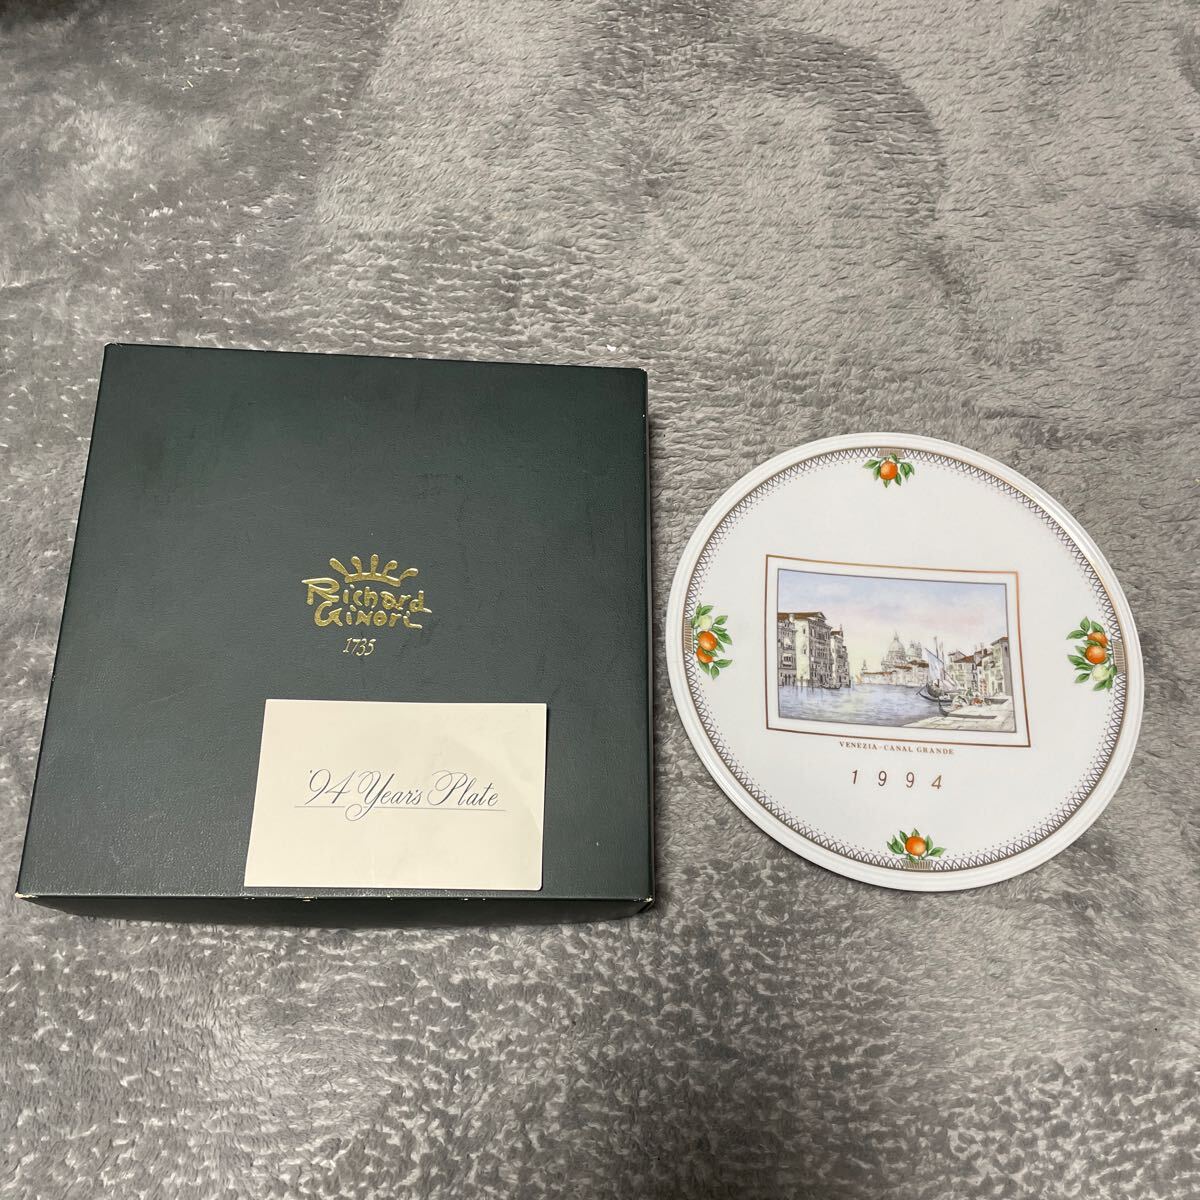 Richard
Ginori
1735
'94 Year's Plate
VENEZIA-CANAL GRANDE
1994